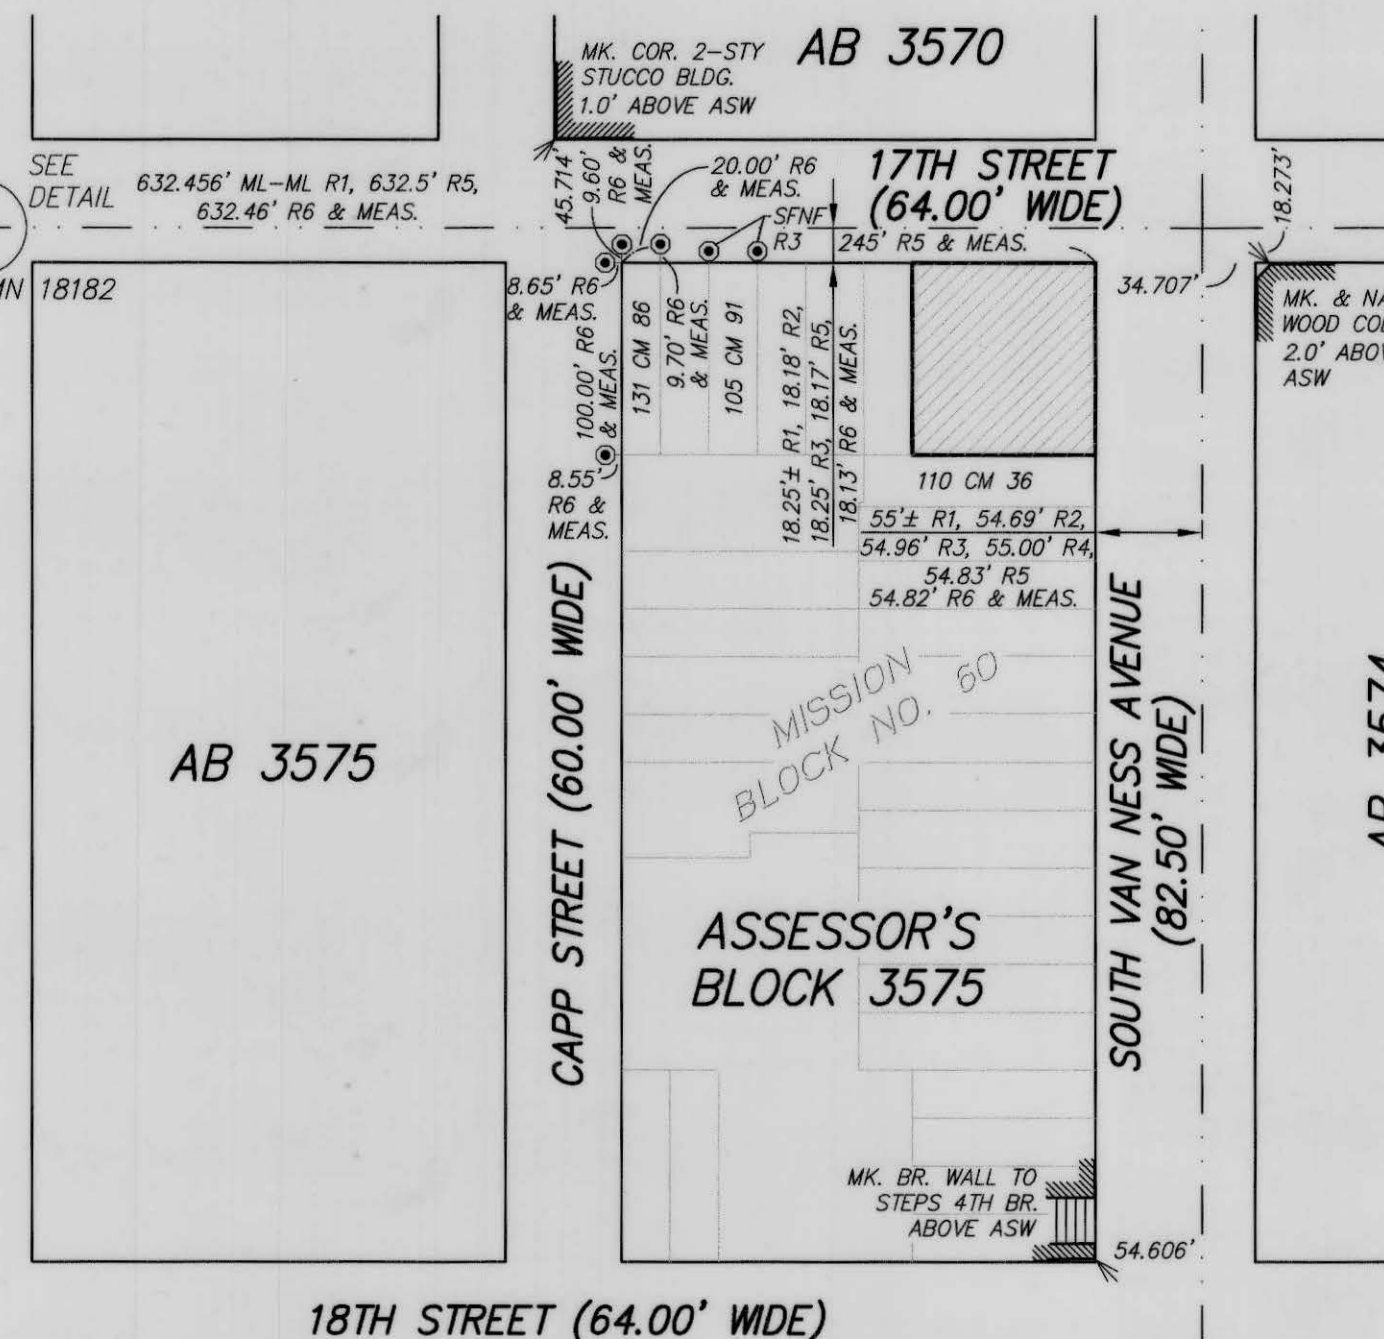 MK. COR. 2-STY
STUCCO BLDG.
1.0' ABOVE ASW
AB 3570
SEE
DETAIL
632.456' ML-ML R1, 632.5' R5,
632.46' R6 & MEAS.
45.714'
9.60'
R6 &
MEAS.
20.00' R6
& MEAS.
17TH STREET
(64.00' WIDE)
SFNF
R3
245' R5 & MEAS.
18.273'
18182
8.65' R6
& MEAS.
34.707'
MK. &
WOOD
2.0'
ASW
100.00' R6
& MEAS.
131 CM 86
9.70' R6
& MEAS.
105 CM 91
18.25'± R1, 18.18' R2,
18.25' R3, 18.17' R5,
18.13' R6 & MEAS.
8.55'
R6 &
MEAS.
110 CM 36
55'± R1, 54.69' R2,
54.96' R3, 55.00' R4,
54.83' R5
54.82' R6 & MEAS.
CAPP STREET (60.00' WIDE)
MISSION
BLOCK NO. 60
SOUTH VAN NESS AVENUE
(82.50' WIDE)
AB 3575
AB 3574
ASSESSOR'S
BLOCK 3575
MK. BR. WALL TO
STEPS 4TH BR.
ABOVE ASW
54.606'
18TH STREET (64.00' WIDE)